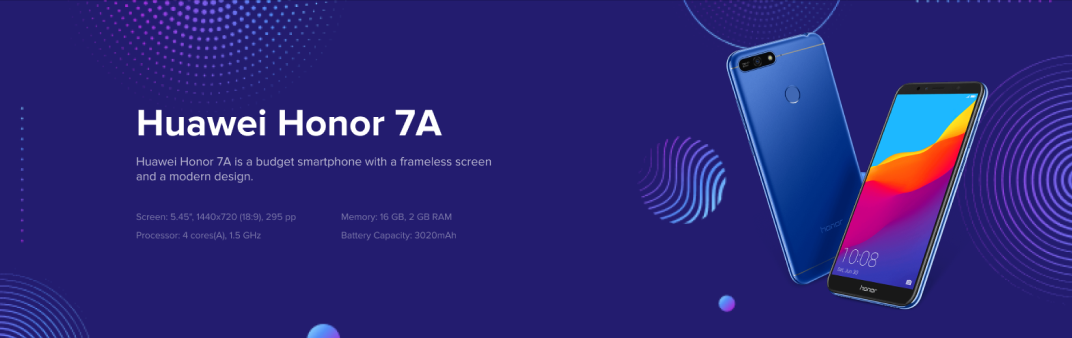 Huawei Honor 7A
Huawei Honor 7A is a budget smartphone with a frameless screen
and a modern design.
Screen: 5.45", 1440x720 (18:9), 295 pp
Memory: 16 GB, 2 GB RAM
Processor: 4 cores(A), 1.5 GHz
Battery Capacity: 3020mAh
honor
10:08
honor